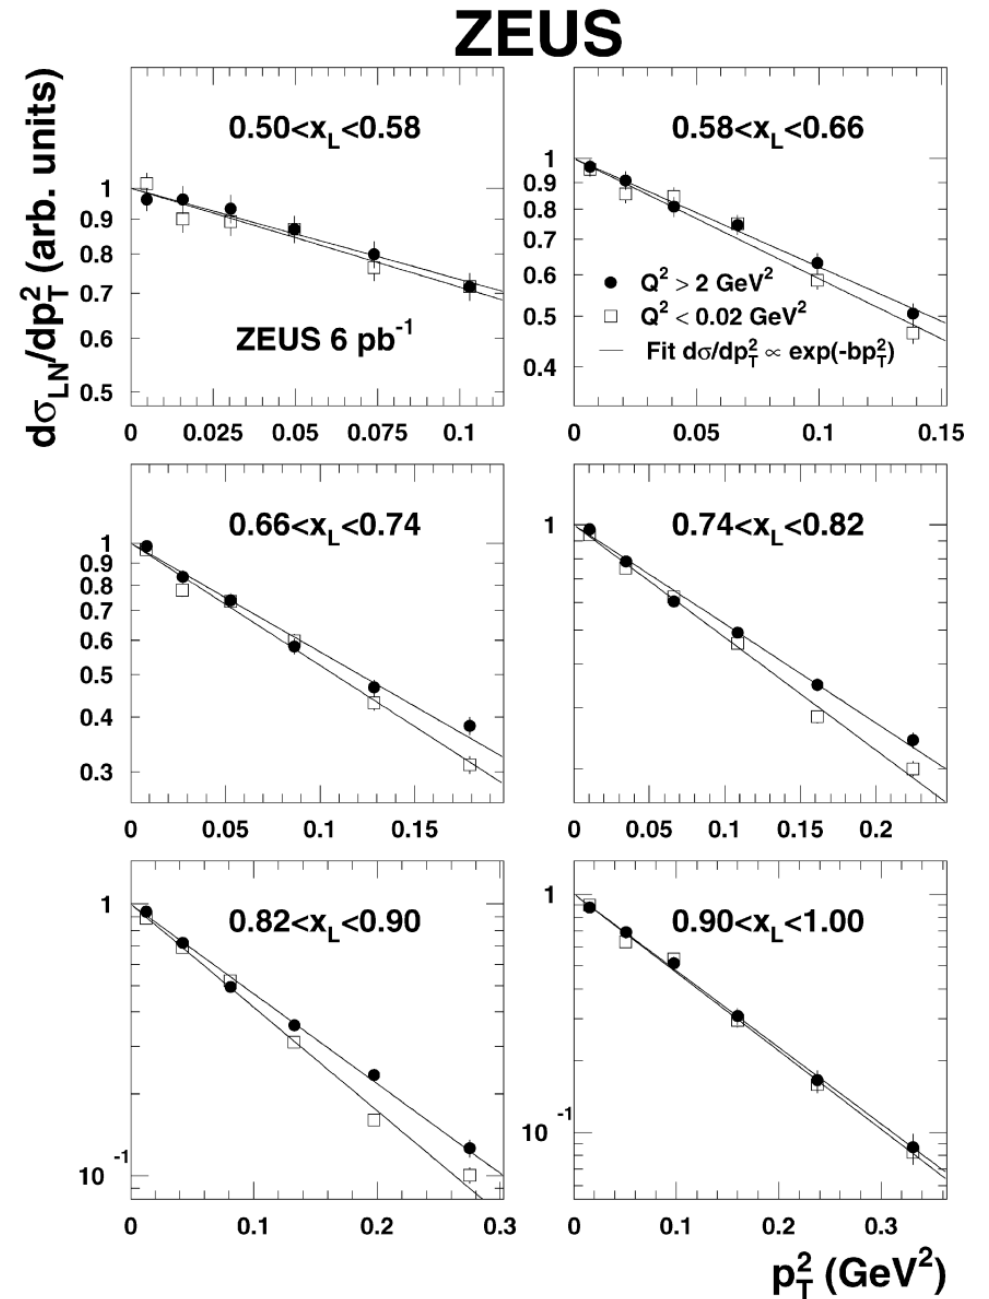 ZEUS
dσ_LN/dp_T^2 (arb. units)
0.50<x_L<0.58
1
0.9
0.8
0.7
0.6
0.5
ZEUS 6 pb^-1
0 0.025 0.05 0.075 0.1
0.58<x_L<0.66
1
0.9
0.8
0.7
0.6
0.5
0.4
Q^2 > 2 GeV^2
Q^2 < 0.02 GeV^2
Fit dσ/dp_T^2 ∝ exp(-bp_T^2)
0 0.05 0.1 0.15
0.66<x_L<0.74
1
0.9
0.8
0.7
0.6
0.5
0.4
0.3
0 0.05 0.1 0.15
0.74<x_L<0.82
1
0 0.05 0.1 0.15 0.2
0.82<x_L<0.90
1
10^-1
0 0.1 0.2 0.3
0.90<x_L<1.00
1
10^-1
0 0.1 0.2 0.3
p_T^2 (GeV^2)